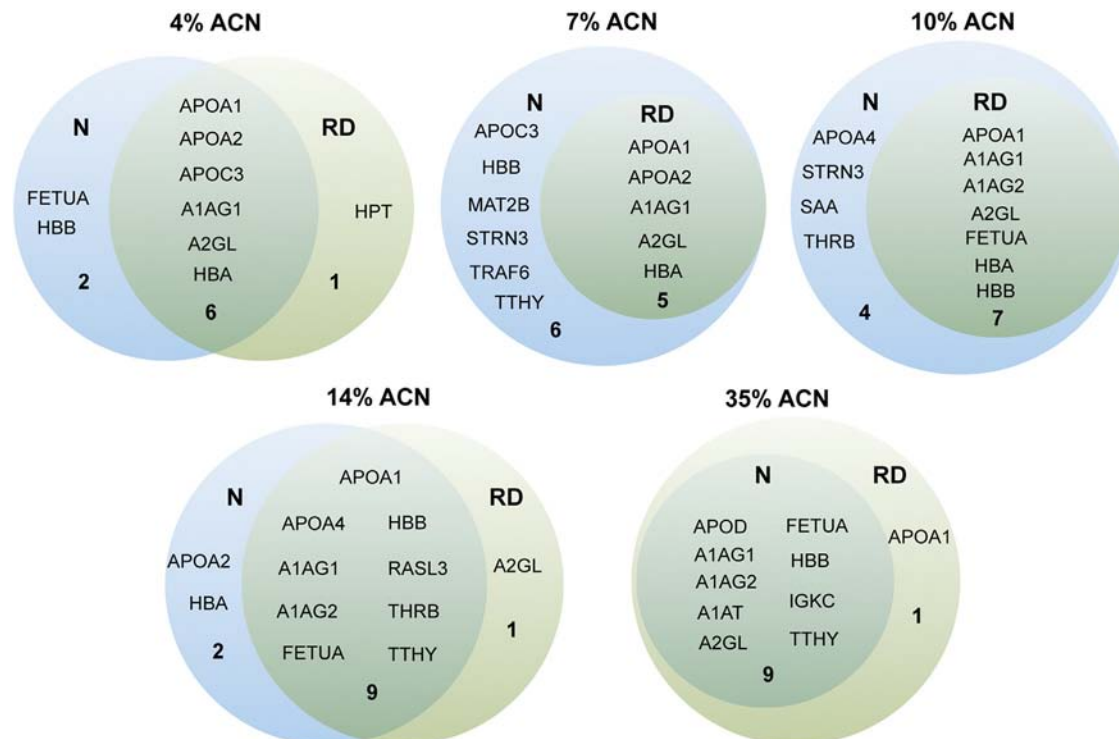 4% ACN
N
FETUA
HBB
2
APOA1
APOA2
APOC3
A1AG1
A2GL
HBA
6
RD
HPT
1
7% ACN
N
APOC3
HBB
MAT2B
STRN3
TRAF6
TTHY
6
RD
APOA1
APOA2
A1AG1
A2GL
HBA
5
10% ACN
N
APOA4
STRN3
SAA
THRB
4
RD
APOA1
A1AG1
A1AG2
A2GL
FETUA
HBA
HBB
7
14% ACN
N
APOA2
HBA
2
APOA1
APOA4 HBB
A1AG1 RASL3
A1AG2 THRB
FETUA TTHY
9
RD
A2GL
1
35% ACN
N
APOD FETUA
A1AG1 HBB
A1AG2
A1AT IGKC
A2GL TTHY
9
RD
APOA1
1